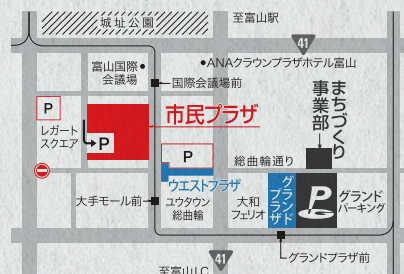 城址公園
至富山駅
41
ANAクラウンプラザホテル富山
富山国際
会議場
国際会議場前
P
レガート
スクエア
P
市民プラザ
まちづくり
事業部
P
総曲輪通り
ウエストプラザ
大手モール前
ユウタウン
総曲輪
大和
フェリオ
グランド
プラザ
P
グランド
パーキング
グランドプラザ前
41
至富山I.C.